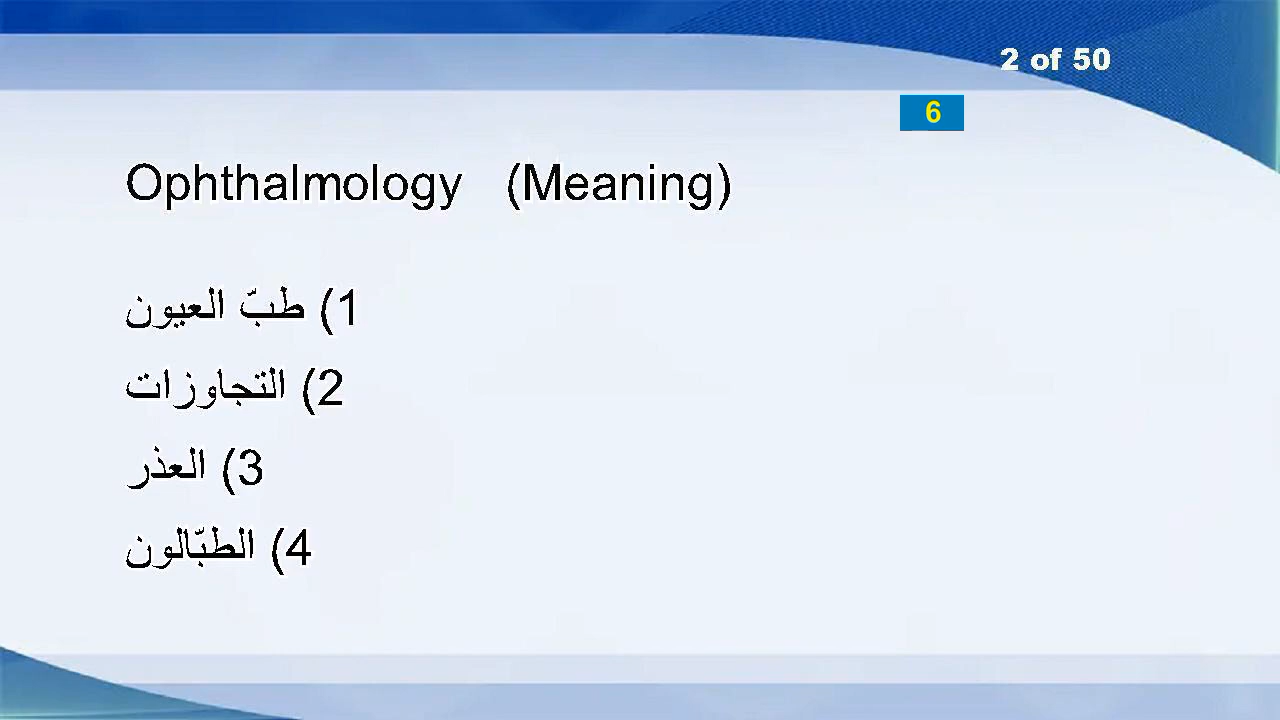 2 of 50
6
Ophthalmology (Meaning)
1) طبّ العيون
2) التجاوزات
3) العذر
4) الطبّالون